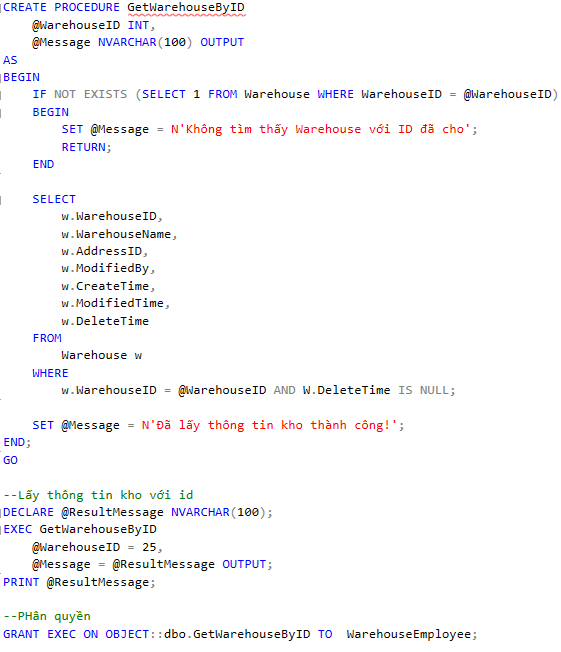 CREATE PROCEDURE GetWarehouseByID
    @WarehouseID INT,
    @Message NVARCHAR(100) OUTPUT
AS
BEGIN
    IF NOT EXISTS (SELECT 1 FROM Warehouse WHERE WarehouseID = @WarehouseID)
    BEGIN
        SET @Message = N'Không tìm thấy Warehouse với ID đã cho';
        RETURN;
    END

    SELECT
        w.WarehouseID,
        w.WarehouseName,
        w.AddressID,
        w.ModifiedBy,
        w.CreateTime,
        w.ModifiedTime,
        w.DeleteTime
    FROM
        Warehouse w
    WHERE
        w.WarehouseID = @WarehouseID AND W.DeleteTime IS NULL;

    SET @Message = N'Đã lấy thông tin kho thành công!';
END;
GO

--Lấy thông tin kho với id
DECLARE @ResultMessage NVARCHAR(100);
EXEC GetWarehouseByID
    @WarehouseID = 25,
    @Message = @ResultMessage OUTPUT;
PRINT @ResultMessage;

--PHân quyền
GRANT EXEC ON OBJECT::dbo.GetWarehouseByID TO  WarehouseEmployee;